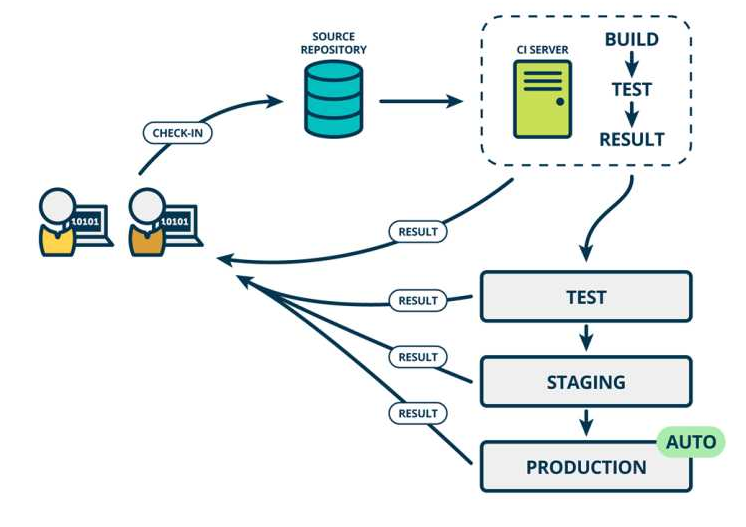 SOURCE
REPOSITORY
CI SERVER
BUILD
TEST
RESULT
CHECK-IN
10101
10101
RESULT
RESULT
TEST
RESULT
STAGING
RESULT
AUTO
PRODUCTION